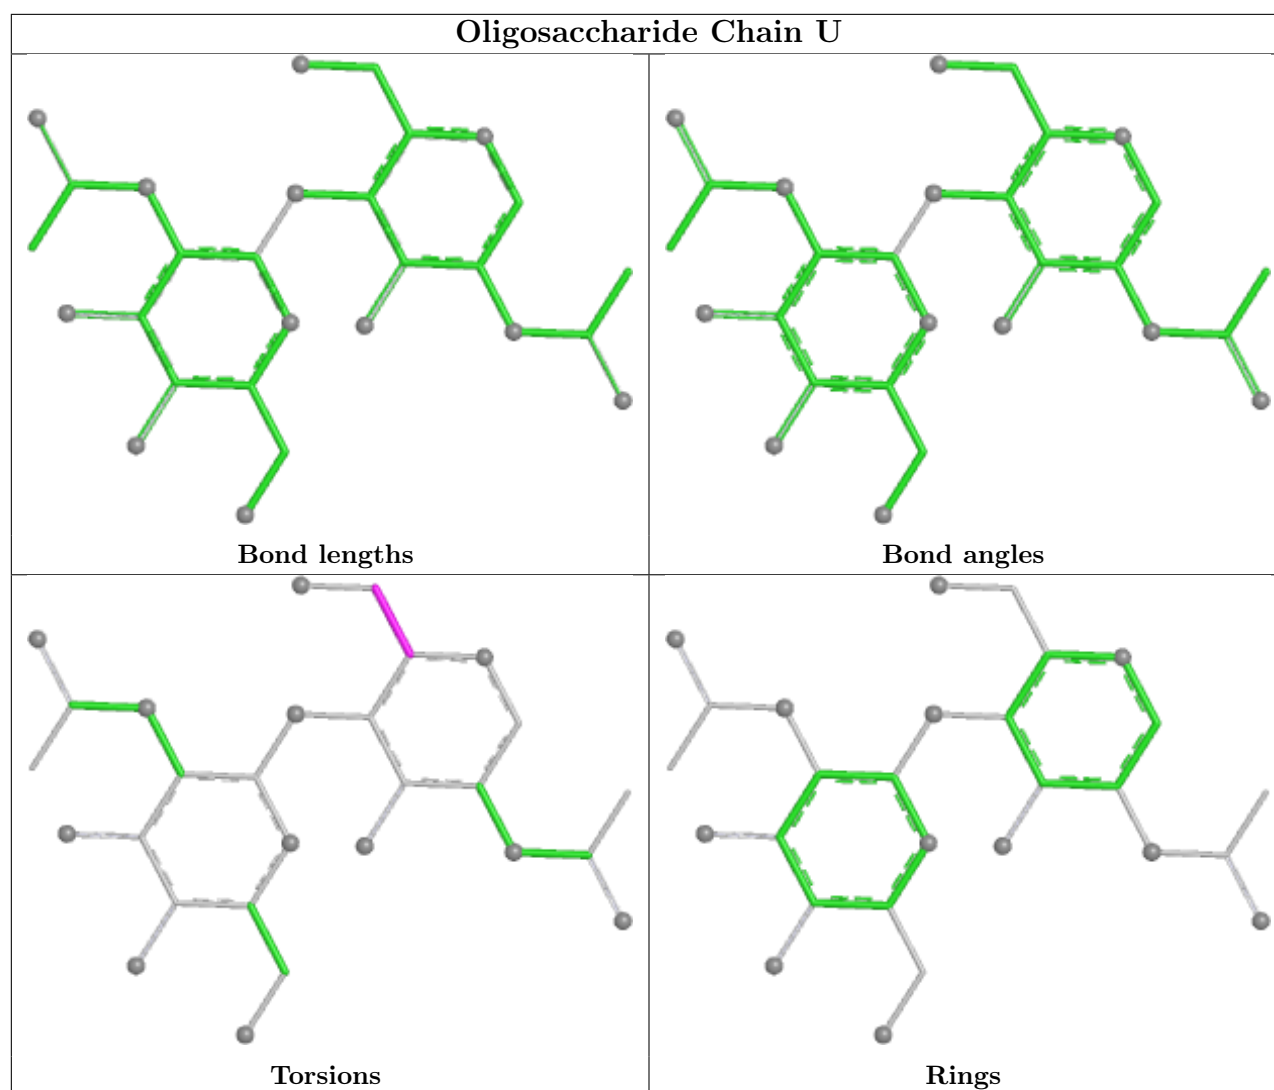 Oligosaccharide Chain U
Bond lengths
Bond angles
Torsions
Rings